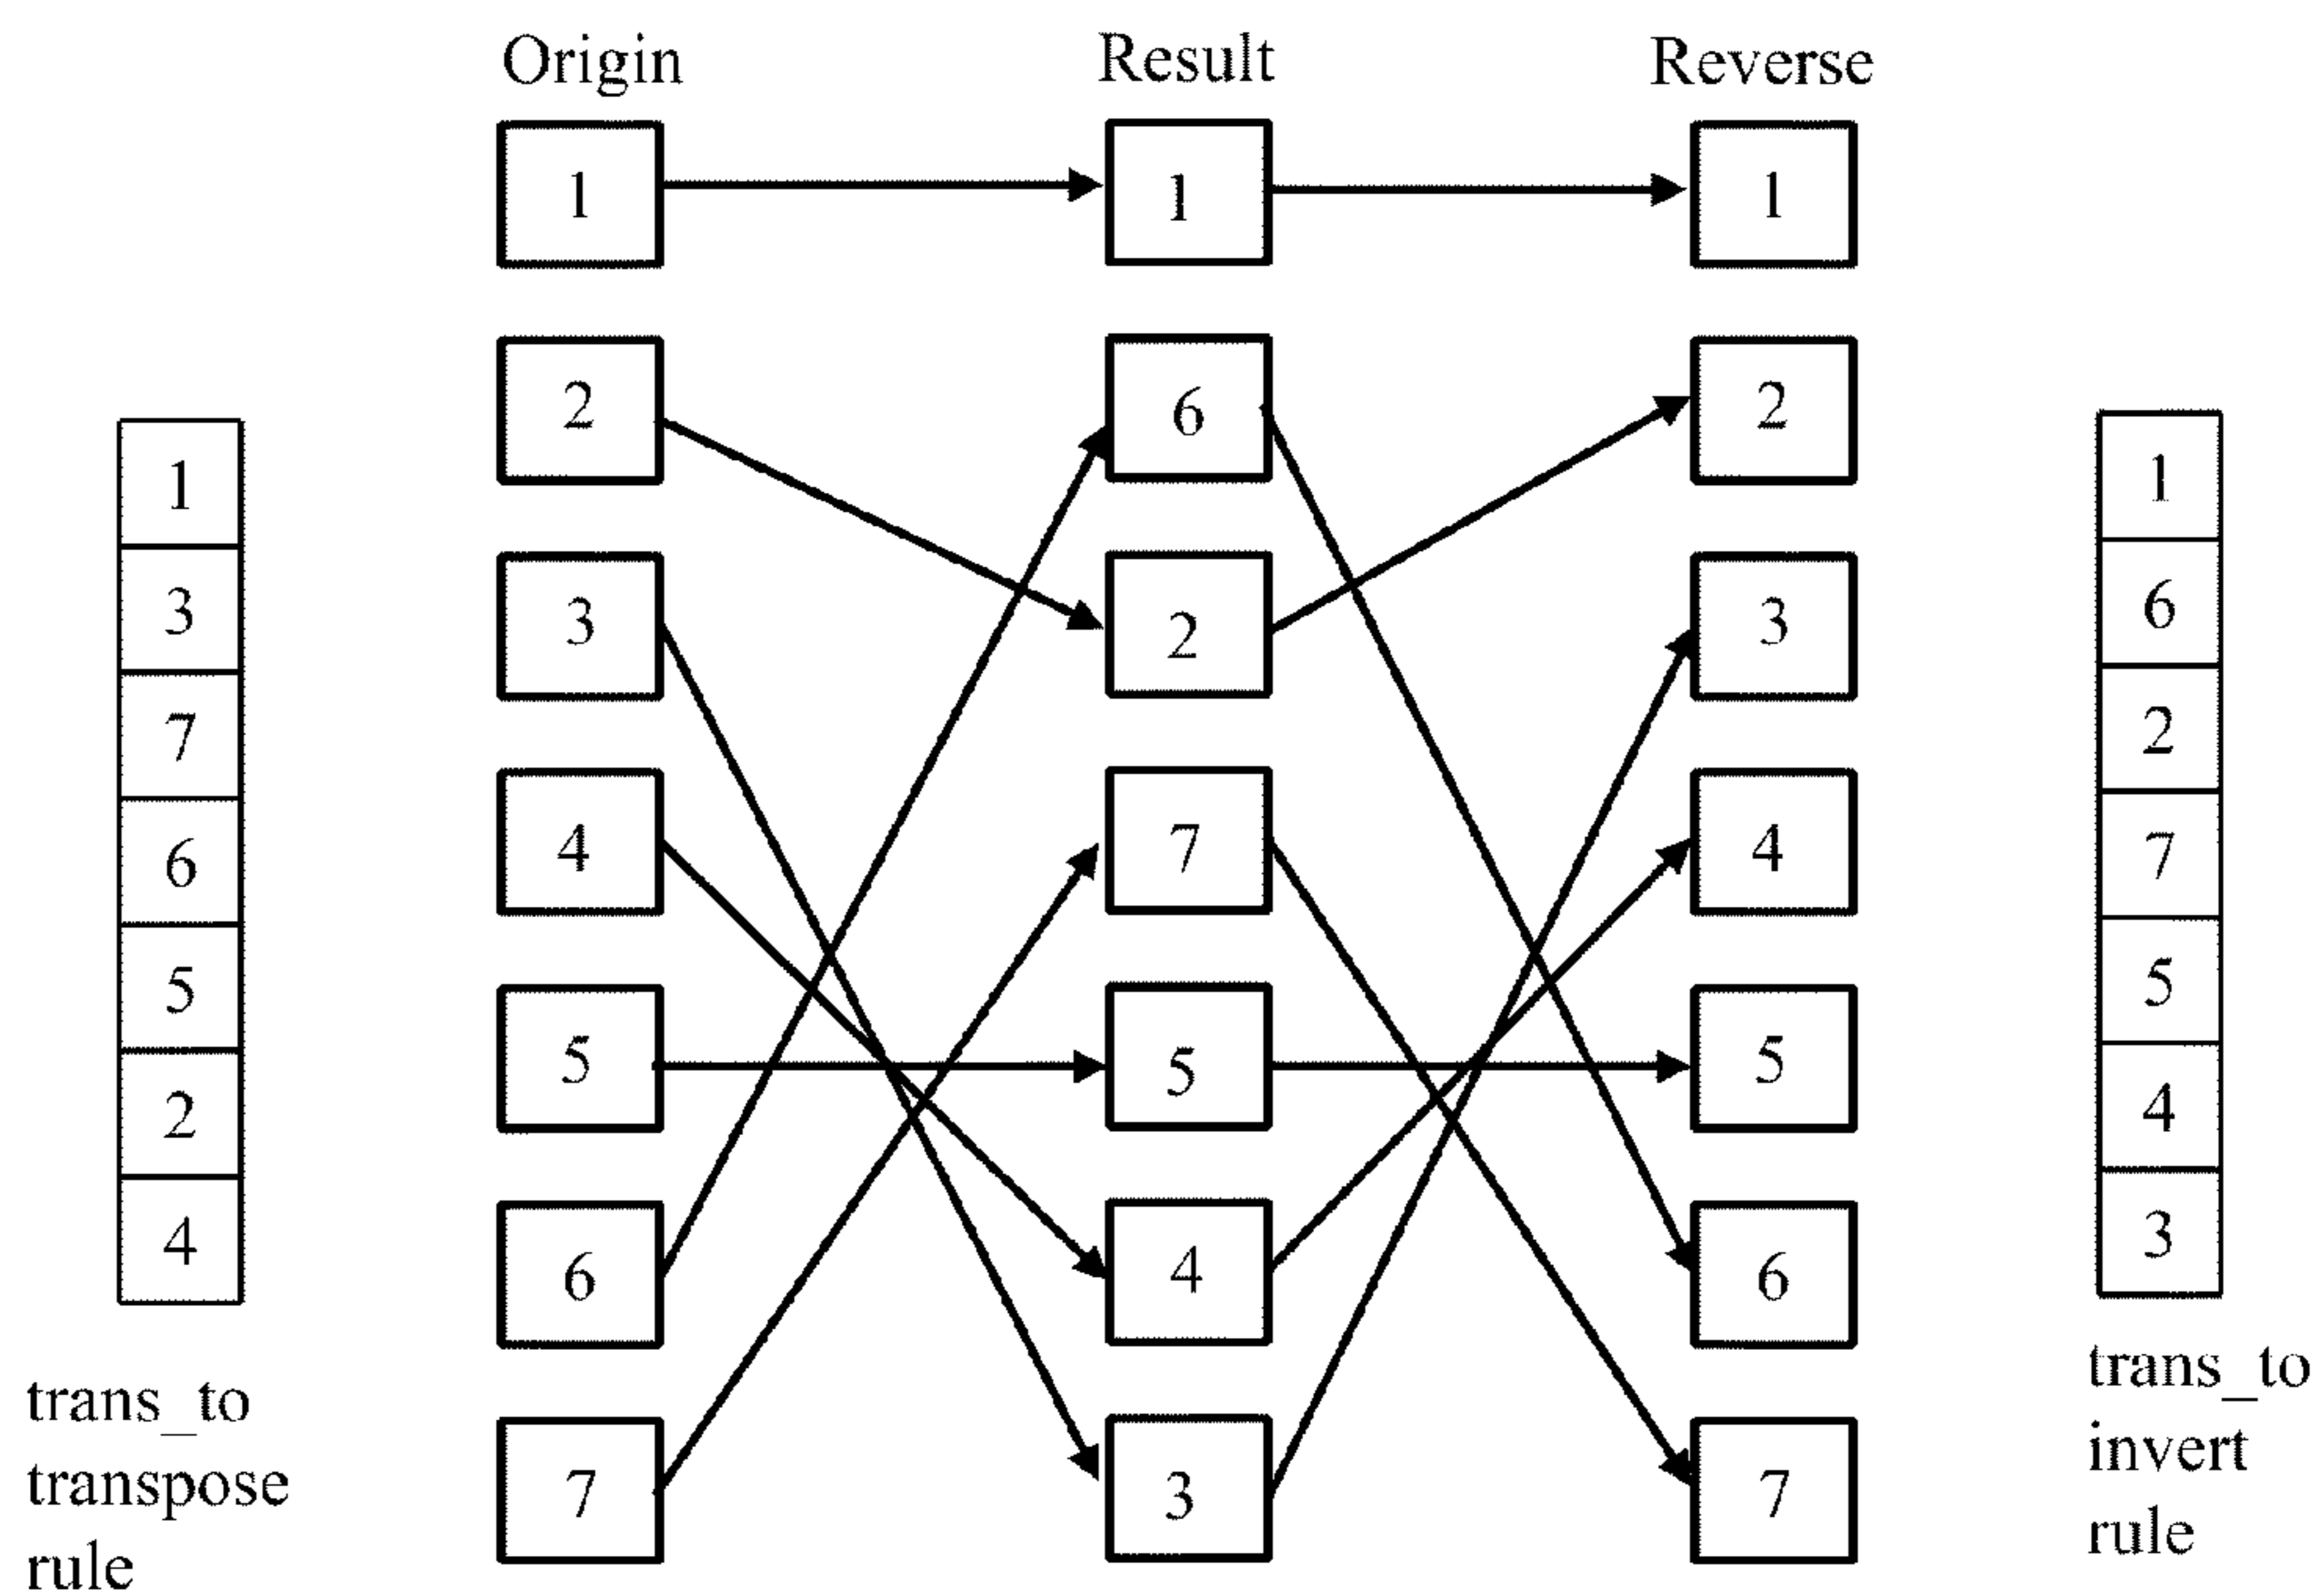 Origin Result Reverse
1 1 1
2 6 2
3 2 3
4 7 4
5 5 5
6 4 6
7 3 7
1
3
7
6
5
2
4
trans_to
transpose
rule
1
6
2
7
5
4
3
trans_to
invert
rule